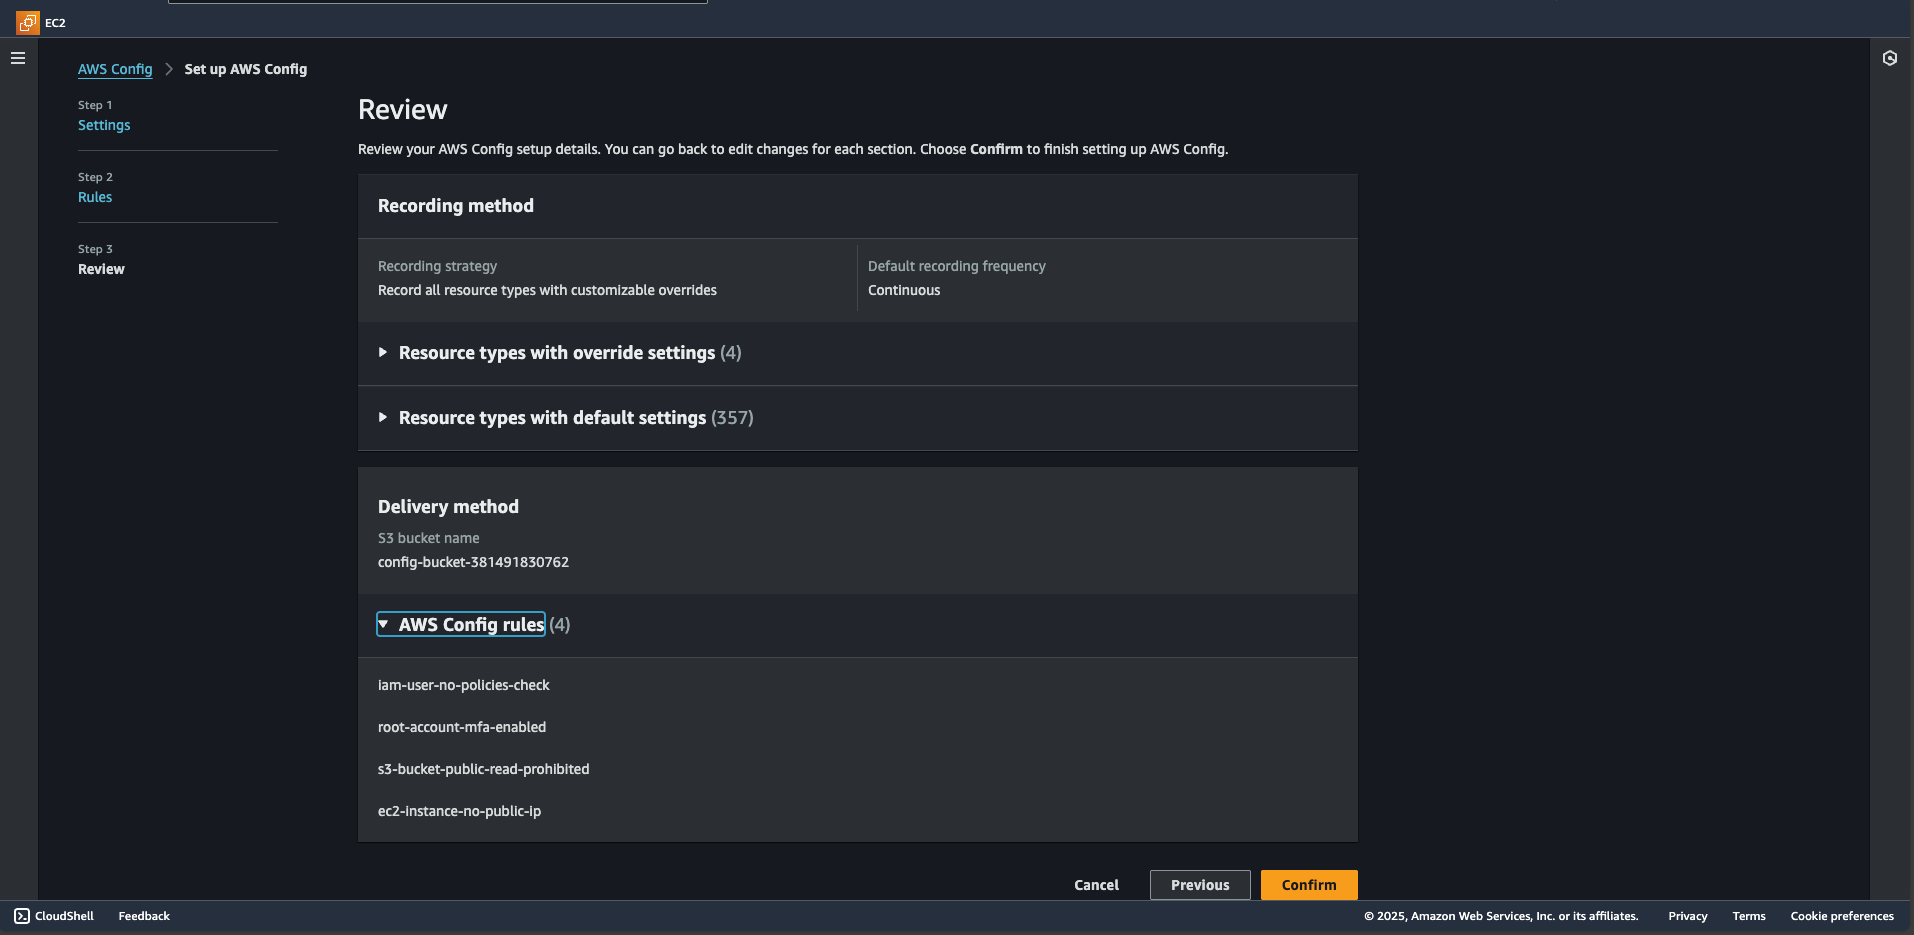 EC2
AWS Config
Set up AWS Config
Step 1
Settings
Step 2
Rules
Step 3
Review
Review
Review your AWS Config setup details. You can go back to edit changes for each section. Choose Confirm to finish setting up AWS Config.
Recording method
Recording strategy
Record all resource types with customizable overrides
Default recording frequency
Continuous
Resource types with override settings (4)
Resource types with default settings (357)
Delivery method
S3 bucket name
config-bucket-381491830762
AWS Config rules (4)
iam-user-no-policies-check
root-account-mfa-enabled
s3-bucket-public-read-prohibited
ec2-instance-no-public-ip
Cancel
Previous
Confirm
CloudShell
Feedback
© 2025, Amazon Web Services, Inc. or its affiliates.
Privacy
Terms
Cookie preferences